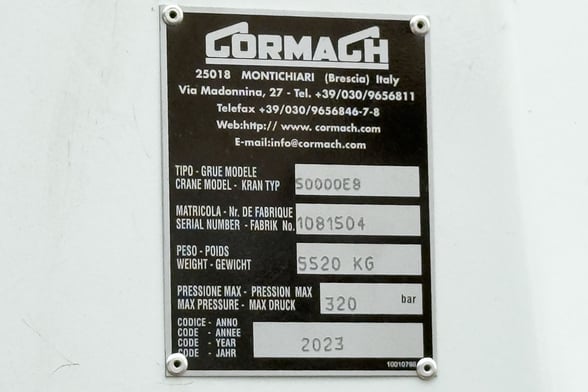 CORMACH
25018 MONTICHIARI (Brescia) Italy
Via Madonnina, 27 - Tel. +39/030/9656811
Telefax +39/030/9656846-7-8
Web:http:// www. cormach.com
E-mail:info@cormach.com
TIPO - GRUE MODELE
CRANE MODEL - KRAN TYP 50000E8
MATRICOLA - Nr. DE FABRIQUE
SERIAL NUMBER - FABRIK No. 1081504
PESO - POIDS
WEIGHT - GEWICHT 5520 KG
PRESSIONE MAX - PRESSION MAX
MAX PRESSURE - MAX DRUCK 320 bar
CODICE - ANNO
CODE - ANNEE
CODE - YEAR 2023
CODE - JAHR